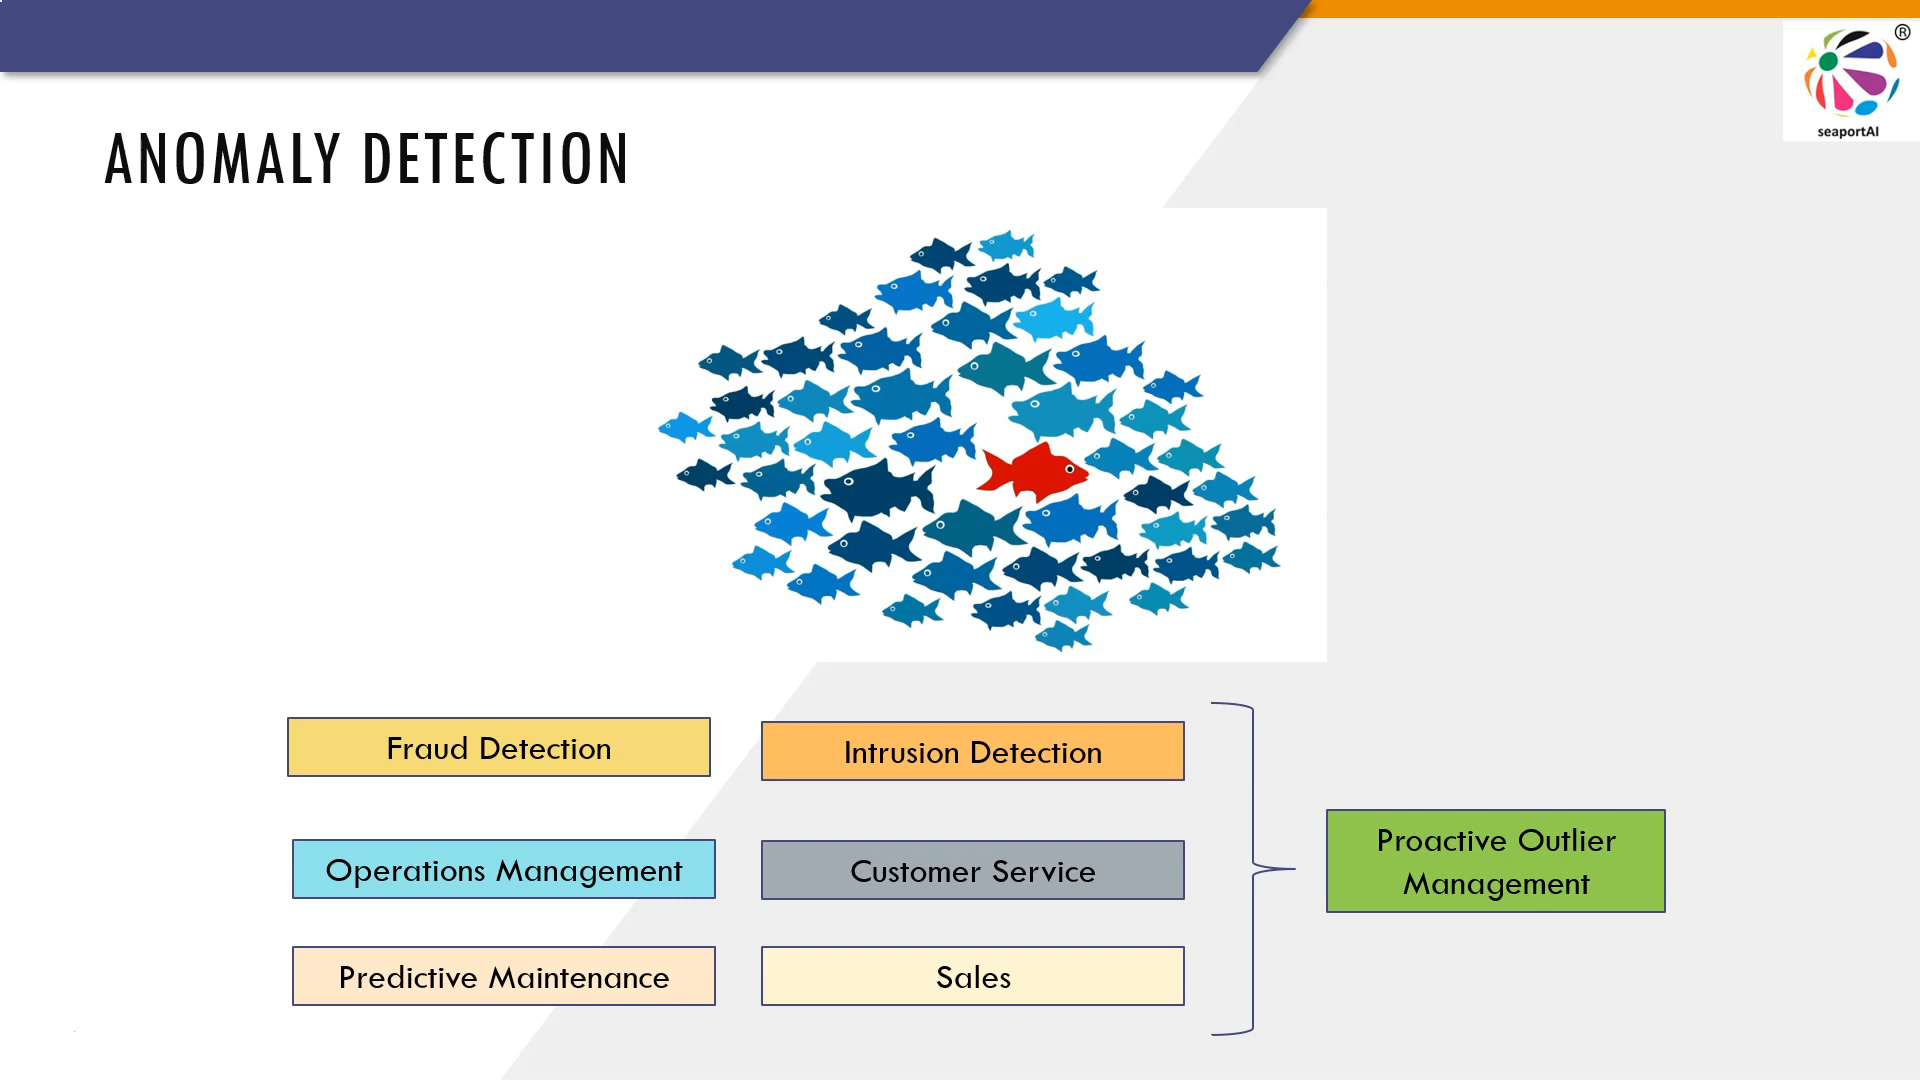 ®
seaportAI
ANOMALY DETECTION
Fraud Detection
Intrusion Detection
Operations Management
Customer Service
Predictive Maintenance
Sales
Proactive Outlier
Management